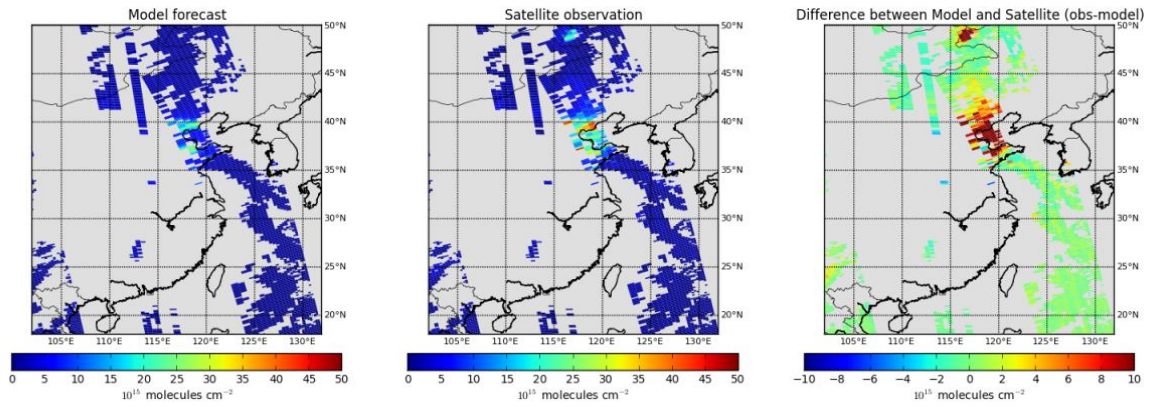 Model forecast
50°N
45°N
40°N
35°N
30°N
25°N
20°N
105°E 110°E 115°E 120°E 125°E 130°E
0 5 10 15 20 25 30 35 40 45 50
10¹⁵ molecules cm⁻²
Satellite observation
50°N
45°N
40°N
35°N
30°N
25°N
20°N
105°E 110°E 115°E 120°E 125°E 130°E
0 5 10 15 20 25 30 35 40 45 50
10¹⁵ molecules cm⁻²
Difference between Model and Satellite (obs-model)
50°N
45°N
40°N
35°N
30°N
25°N
20°N
105°E 110°E 115°E 120°E 125°E 130°E
−10 −8 −6 −4 −2 0 2 4 6 8 10
10¹⁵ molecules cm⁻²